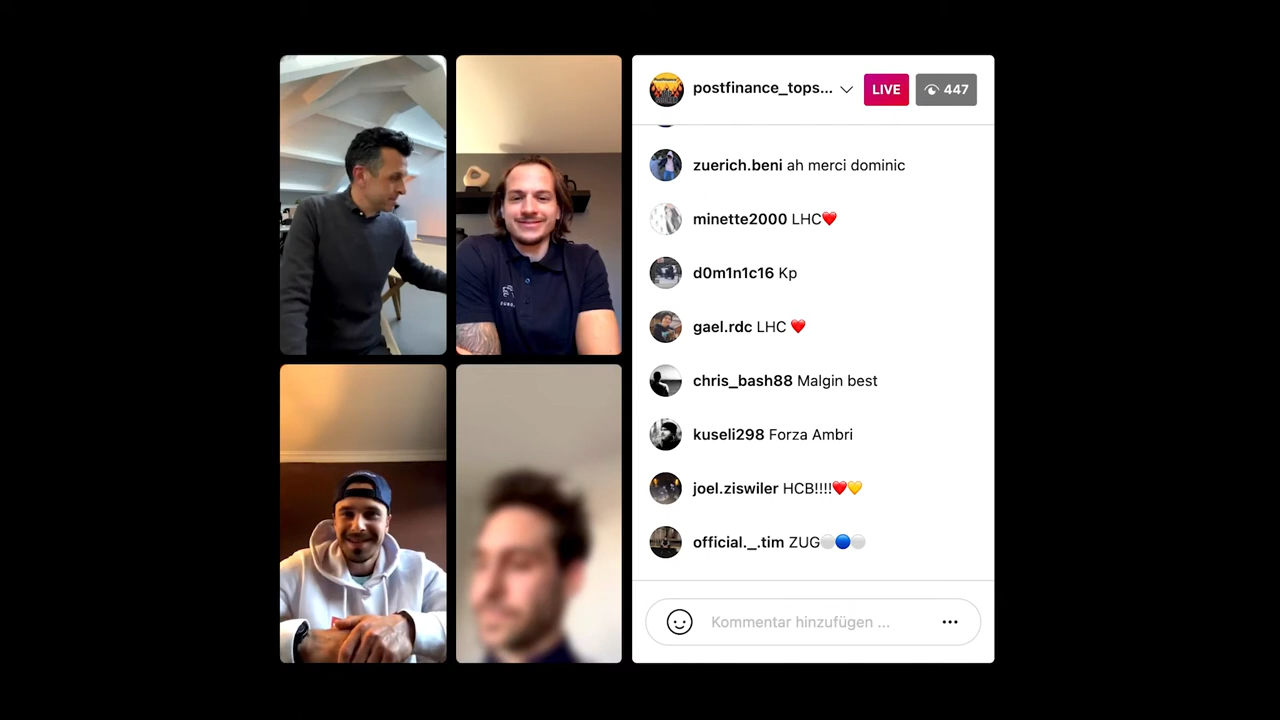 postfinance_tops...
LIVE
447
zuerich.beni ah merci dominic
minette2000 LHC❤️
d0m1n1c16 Kp
gael.rdc LHC ❤️
chris_bash88 Malgin best
kuseli298 Forza Ambri
joel.ziswiler HCB!!!!❤️💛
official._.tim ZUG⚪🔵⚪
Kommentar hinzufügen ...